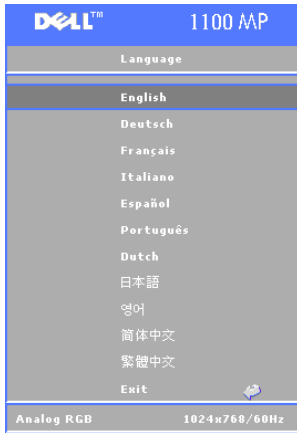 DELL™ 1100 MP
Language
English
Deutsch
Français
Italiano
Español
Português
Dutch
日本語
영어
简体中文
繁體中文
Exit
Analog RGB 1024x768/60Hz